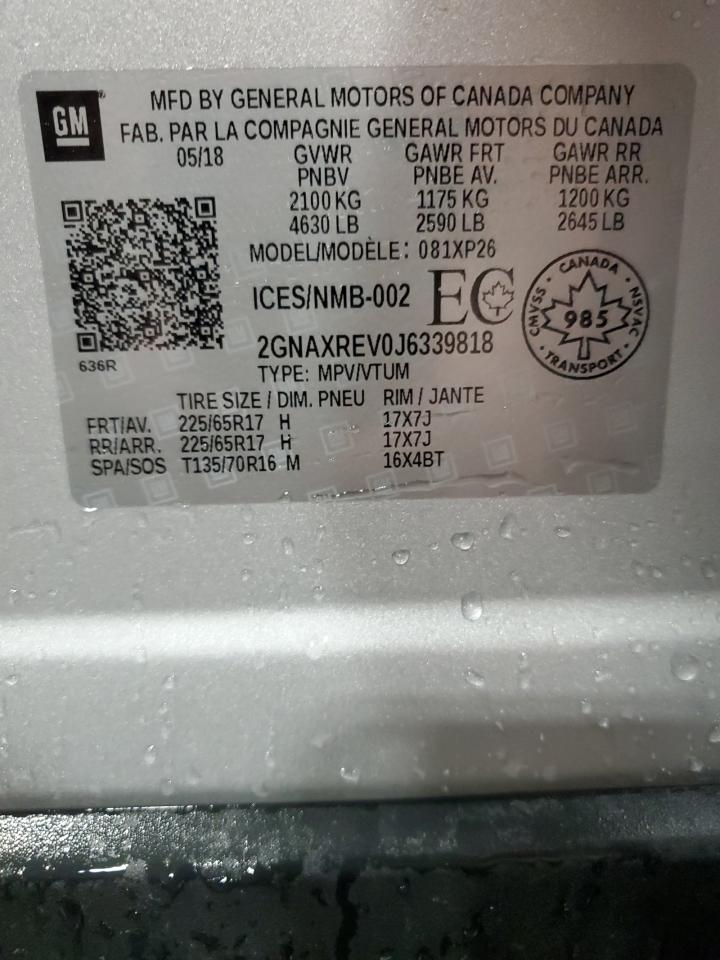 GM
MFD BY GENERAL MOTORS OF CANADA COMPANY
FAB. PAR LA COMPAGNIE GENERAL MOTORS DU CANADA
05/18 GVWR GAWR FRT GAWR RR
PNBV PNBE AV. PNBE ARR.
2100 KG 1175 KG 1200 KG
4630 LB 2590 LB 2645 LB
MODEL/MODÈLE: 081XP26
ICES/NMB-002 EC
CANADA
CMVSS 985 NSVAC
TRANSPORT
2GNAXREV0J6339818
636R
TYPE: MPV/VTUM
TIRE SIZE / DIM. PNEU RIM / JANTE
FRT/AV. 225/65R17 H 17X7J
RR/ARR. 225/65R17 H 17X7J
SPA/SOS T135/70R16 M 16X4BT